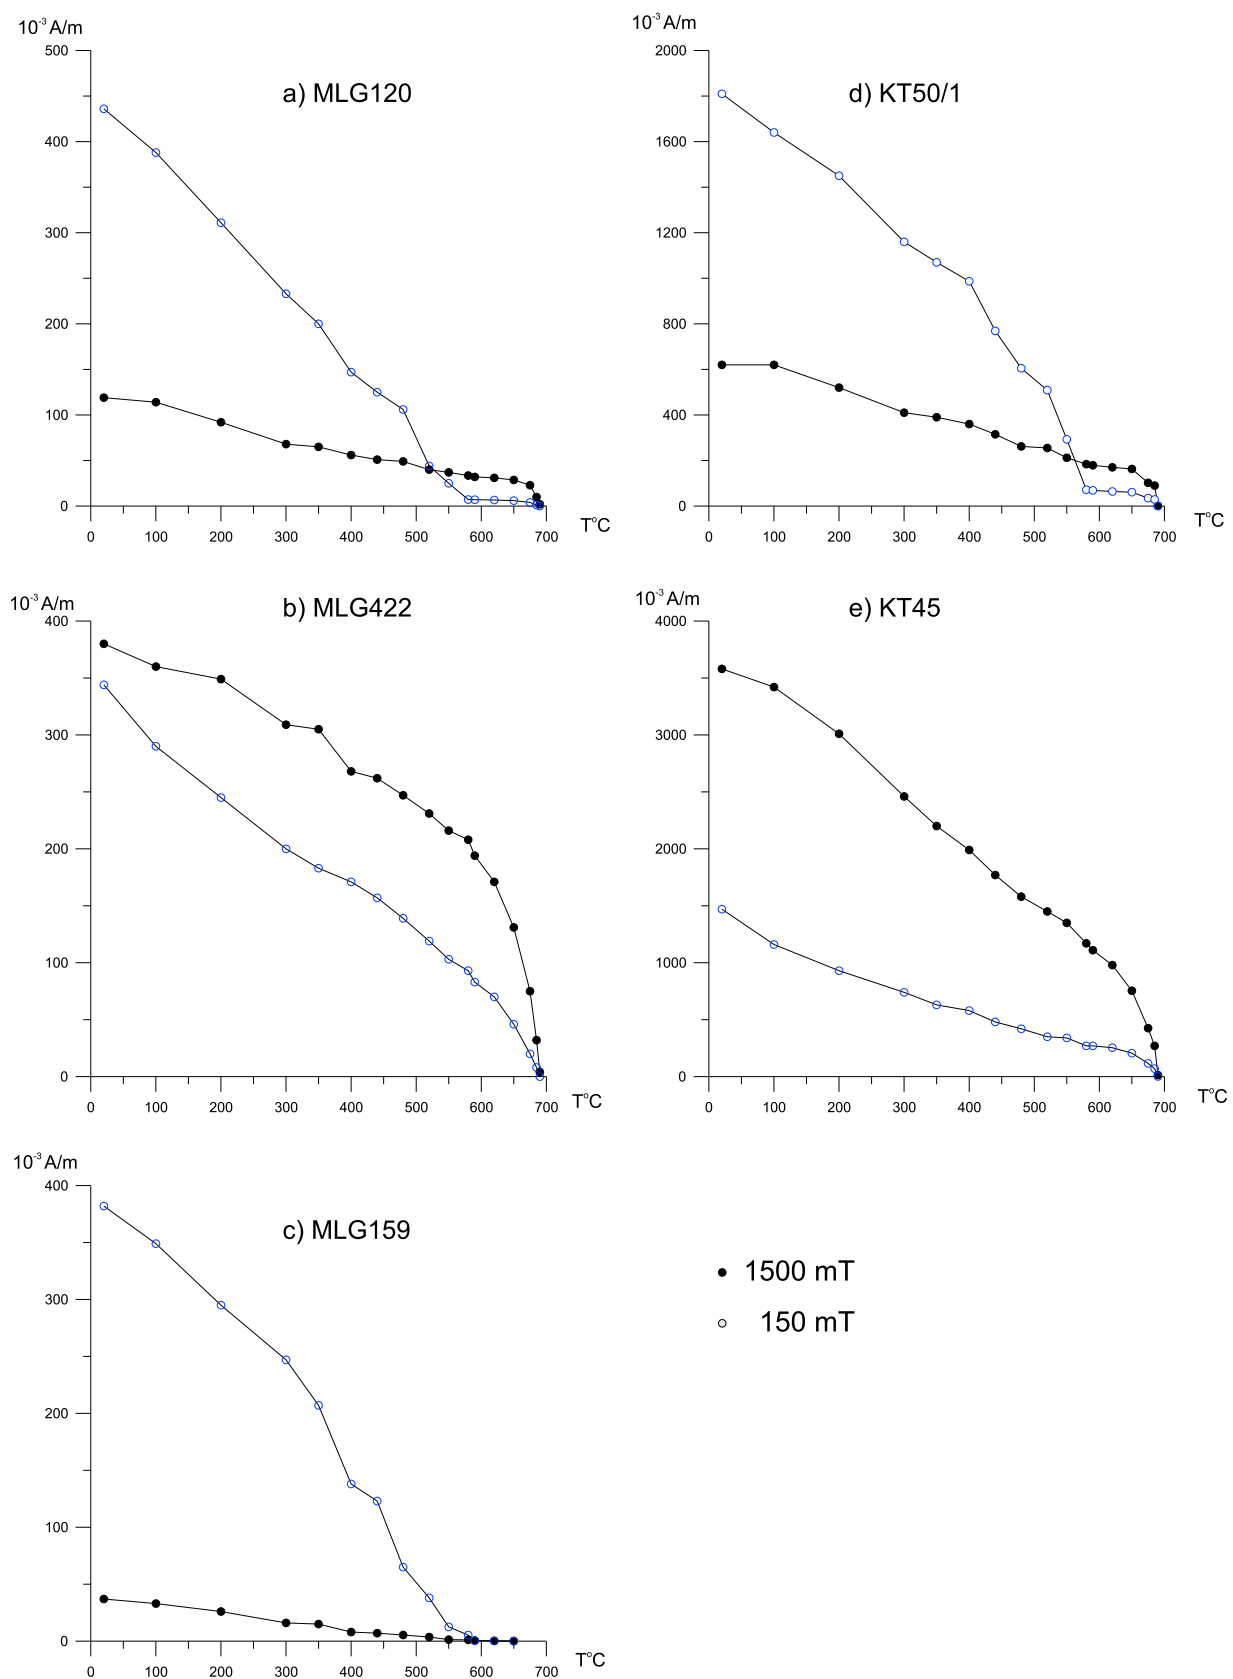 10⁻³ A/m
a) MLG120
500
400
300
200
100
0
0 100 200 300 400 500 600 700
T°C
10⁻³ A/m
d) KT50/1
2000
1600
1200
800
400
0
0 100 200 300 400 500 600 700
T°C
10⁻³ A/m
b) MLG422
400
300
200
100
0
0 100 200 300 400 500 600 700
T°C
10⁻³ A/m
e) KT45
4000
3000
2000
1000
0
0 100 200 300 400 500 600 700
T°C
10⁻³ A/m
c) MLG159
400
300
200
100
0
0 100 200 300 400 500 600 700
T°C
1500 mT
150 mT